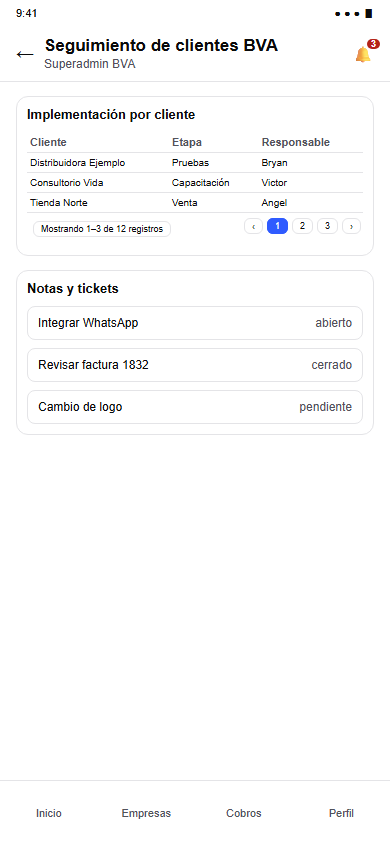 9:41
← Seguimiento de clientes BVA
Superadmin BVA
3
Implementación por cliente
Cliente Etapa Responsable
Distribuidora Ejemplo Pruebas Bryan
Consultorio Vida Capacitación Victor
Tienda Norte Venta Angel
Mostrando 1–3 de 12 registros ‹ 1 2 3 ›
Notas y tickets
Integrar WhatsApp abierto
Revisar factura 1832 cerrado
Cambio de logo pendiente
Inicio Empresas Cobros Perfil